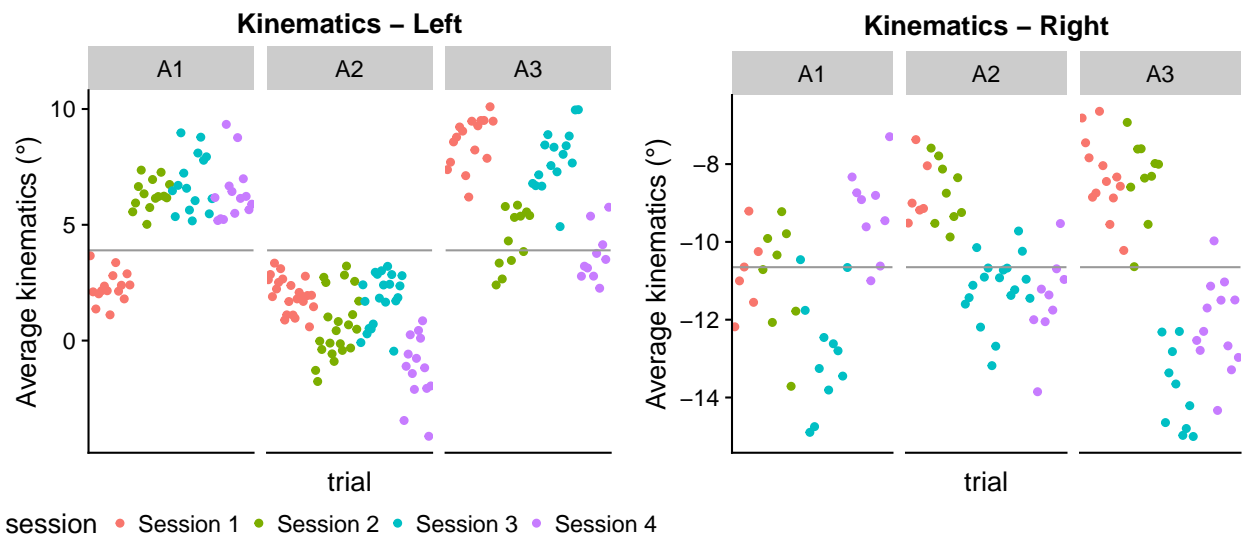 Kinematics – Left
A1 A2 A3
Average kinematics (°)
10
5
0
trial
Kinematics – Right
A1 A2 A3
Average kinematics (°)
−8
−10
−12
−14
trial
session Session 1 Session 2 Session 3 Session 4